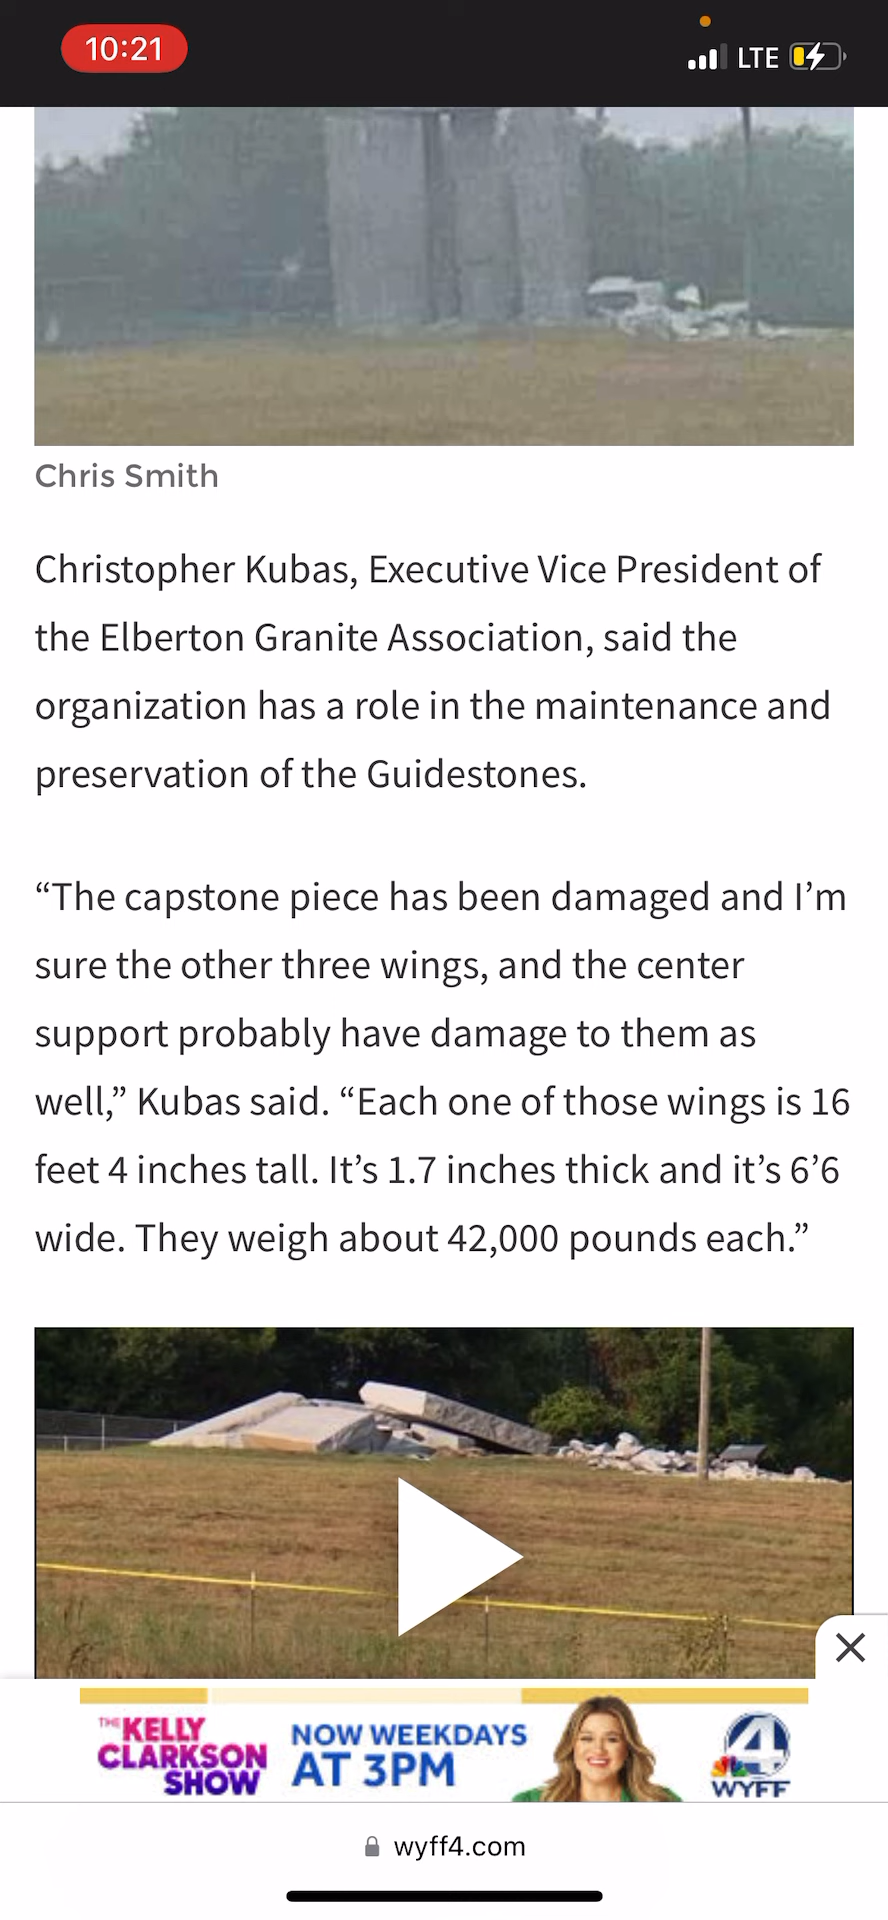 10:21
LTE
Chris Smith
Christopher Kubas, Executive Vice President of
the Elberton Granite Association, said the
organization has a role in the maintenance and
preservation of the Guidestones.
“The capstone piece has been damaged and I’m
sure the other three wings, and the center
support probably have damage to them as
well,” Kubas said. “Each one of those wings is 16
feet 4 inches tall. It’s 1.7 inches thick and it’s 6’6
wide. They weigh about 42,000 pounds each.”
THE KELLY
CLARKSON
SHOW
NOW WEEKDAYS
AT 3PM
4
WYFF
wyff4.com